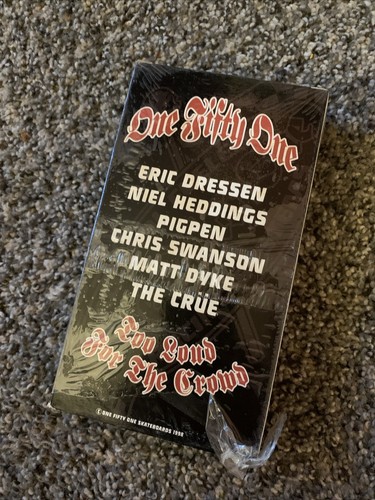 One Fifty One
ERIC DRESSEN
NIEL HEDDINGS
PIGPEN
CHRIS SWANSON
MATT DYKE
THE CRÜE
Too Loud
For The Crowd
©ONE FIFTY ONE SKATEBOARDS 1998